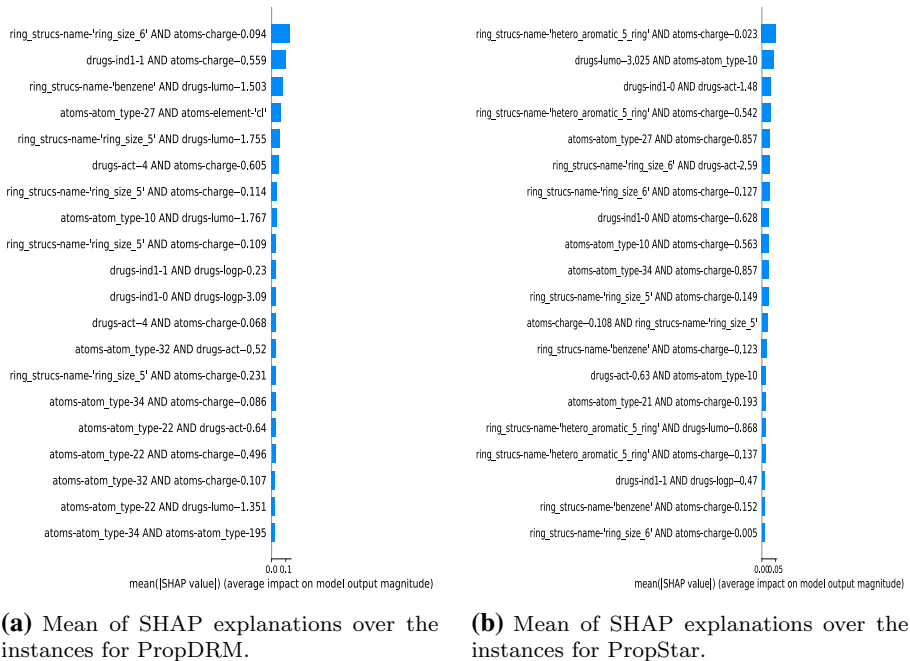 ring_strucs-name-'ring_size_6' AND atoms-charge-0.094
drugs-ind1-1 AND atoms-charge--0.559
ring_strucs-name-'benzene' AND drugs-lumo--1.503
atoms-atom_type-27 AND atoms-element-'cl'
ring_strucs-name-'ring_size_5' AND drugs-lumo--1.755
drugs-act--4 AND atoms-charge-0.605
ring_strucs-name-'ring_size_5' AND atoms-charge-0.114
atoms-atom_type-10 AND drugs-lumo--1.767
ring_strucs-name-'ring_size_5' AND atoms-charge--0.109
drugs-ind1-1 AND drugs-logp-0.23
drugs-ind1-0 AND drugs-logp-3.09
drugs-act--4 AND atoms-charge-0.068
atoms-atom_type-32 AND drugs-act--0.52
ring_strucs-name-'ring_size_5' AND atoms-charge-0.231
atoms-atom_type-34 AND atoms-charge--0.086
atoms-atom_type-22 AND drugs-act-0.64
atoms-atom_type-22 AND atoms-charge--0.496
atoms-atom_type-32 AND atoms-charge-0.107
atoms-atom_type-22 AND drugs-lumo--1.351
atoms-atom_type-34 AND atoms-atom_type-195
0.0 0.1
mean(|SHAP value|) (average impact on model output magnitude)
(a) Mean of SHAP explanations over the
instances for PropDRM.
ring_strucs-name-'hetero_aromatic_5_ring' AND atoms-charge--0.023
drugs-lumo--3.025 AND atoms-atom_type-10
drugs-ind1-0 AND drugs-act-1.48
ring_strucs-name-'hetero_aromatic_5_ring' AND atoms-charge--0.542
atoms-atom_type-27 AND atoms-charge-0.857
ring_strucs-name-'ring_size_6' AND drugs-act-2.59
ring_strucs-name-'ring_size_6' AND atoms-charge-0.127
drugs-ind1-0 AND atoms-charge--0.628
atoms-atom_type-10 AND atoms-charge-0.563
atoms-atom_type-34 AND atoms-charge-0.857
ring_strucs-name-'ring_size_5' AND atoms-charge-0.149
atoms-charge--0.108 AND ring_strucs-name-'ring_size_5'
ring_strucs-name-'benzene' AND atoms-charge--0.123
drugs-act-0.63 AND atoms-atom_type-10
atoms-atom_type-21 AND atoms-charge-0.193
ring_strucs-name-'hetero_aromatic_5_ring' AND drugs-lumo--0.868
ring_strucs-name-'hetero_aromatic_5_ring' AND atoms-charge--0.137
drugs-ind1-1 AND drugs-logp--0.47
ring_strucs-name-'benzene' AND atoms-charge-0.152
ring_strucs-name-'ring_size_6' AND atoms-charge-0.005
0.00 0.05
mean(|SHAP value|) (average impact on model output magnitude)
(b) Mean of SHAP explanations over the
instances for PropStar.